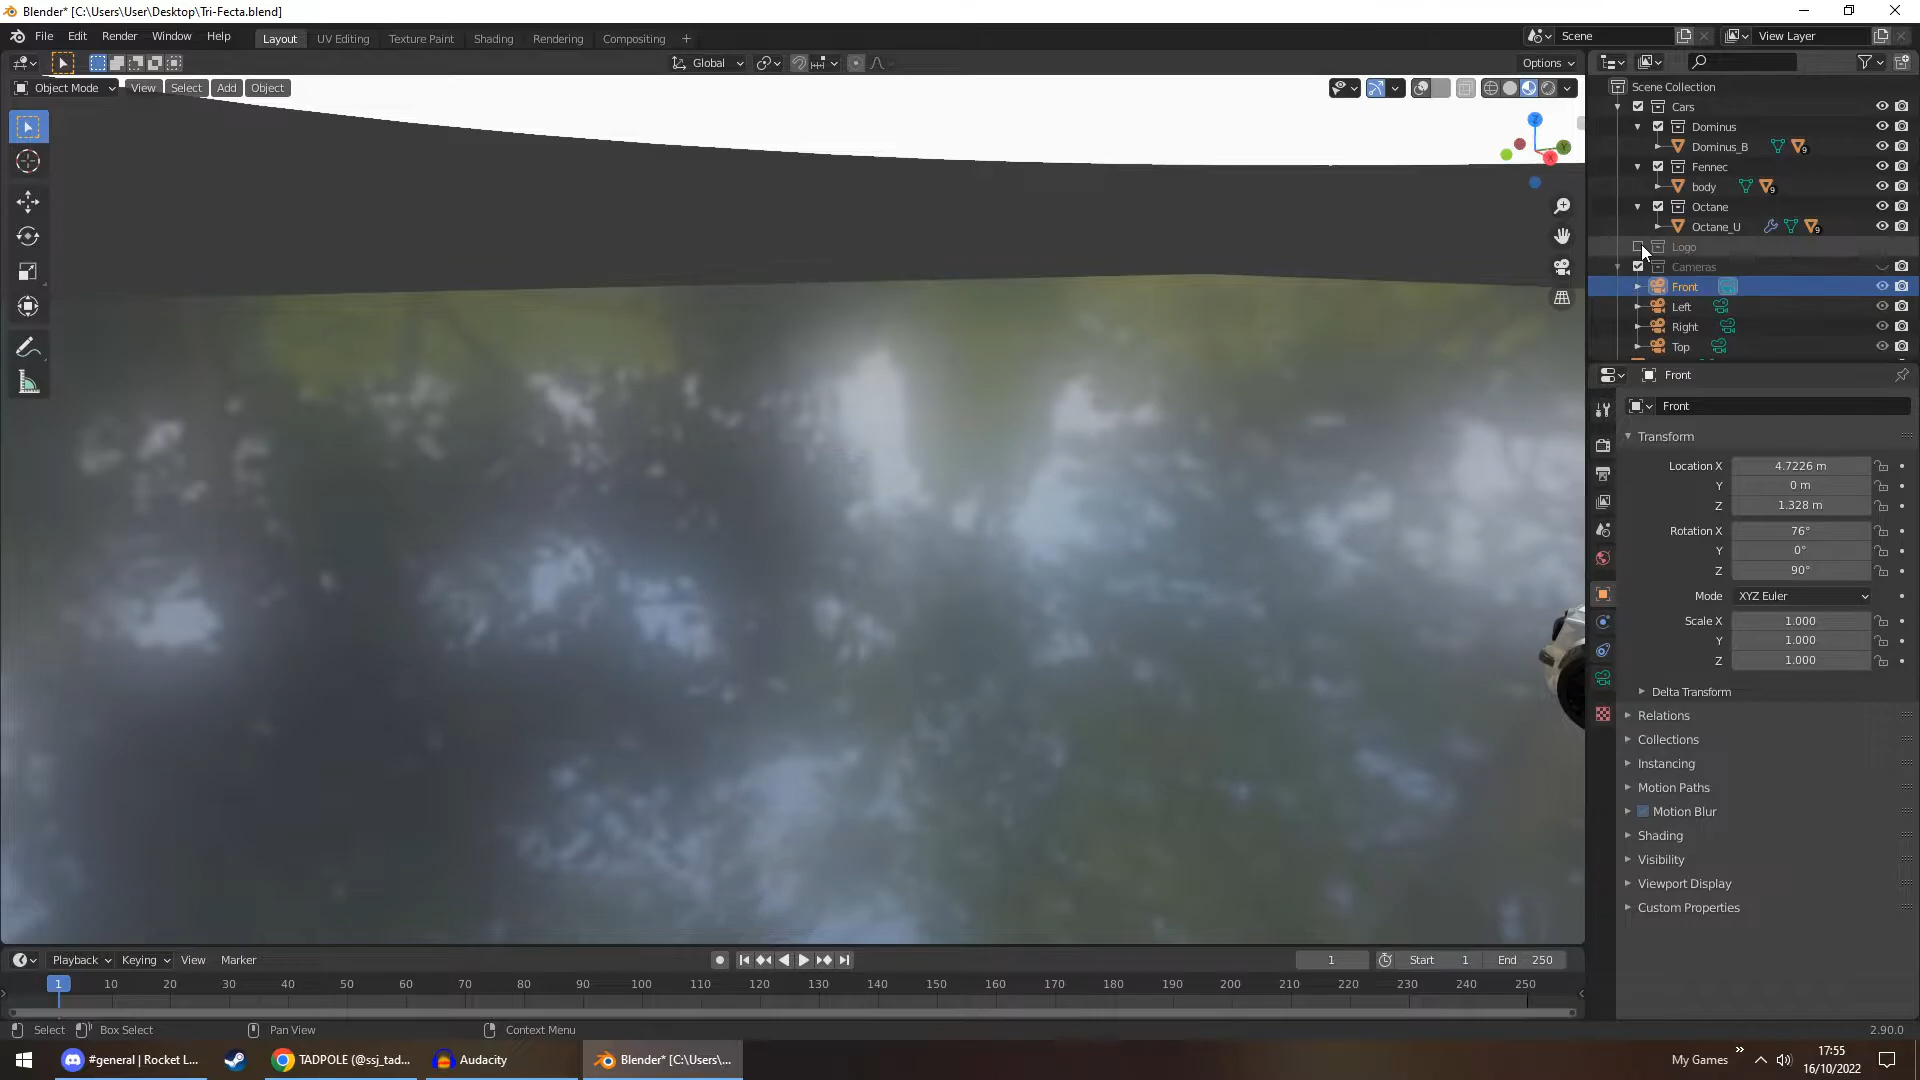 Blender* [C:\Users\User\Desktop\Tri-Fecta.blend]
File Edit Render Window Help
Layout UV Editing Texture Paint Shading Rendering Compositing +
Scene
View Layer
Global
Options
Object Mode View Select Add Object
Scene Collection
Cars
Dominus
Dominus_B 9
Fennec
body 9
Octane
Octane_U 9
Logo
Cameras
Front
Left
Right
Top
Z
Y
X
Front
Front
Transform
Location X 4.7226 m
Y 0 m
Z 1.328 m
Rotation X 76°
Y 0°
Z 90°
Mode XYZ Euler
Scale X 1.000
Y 1.000
Z 1.000
Delta Transform
Relations
Collections
Instancing
Motion Paths
Motion Blur
Shading
Visibility
Viewport Display
Custom Properties
Playback Keying View Marker
1 Start 1 End 250
1 10 20 30 40 50 60 70 80 90 100 110 120 130 140 150 160 170 180 190 200 210 220 230 240 250
Select Box Select Pan View Context Menu 2.90.0
#general | Rocket L...
TADPOLE (@ssj_tad...
Audacity
Blender* [C:\Users\...
My Games
17:55
16/10/2022